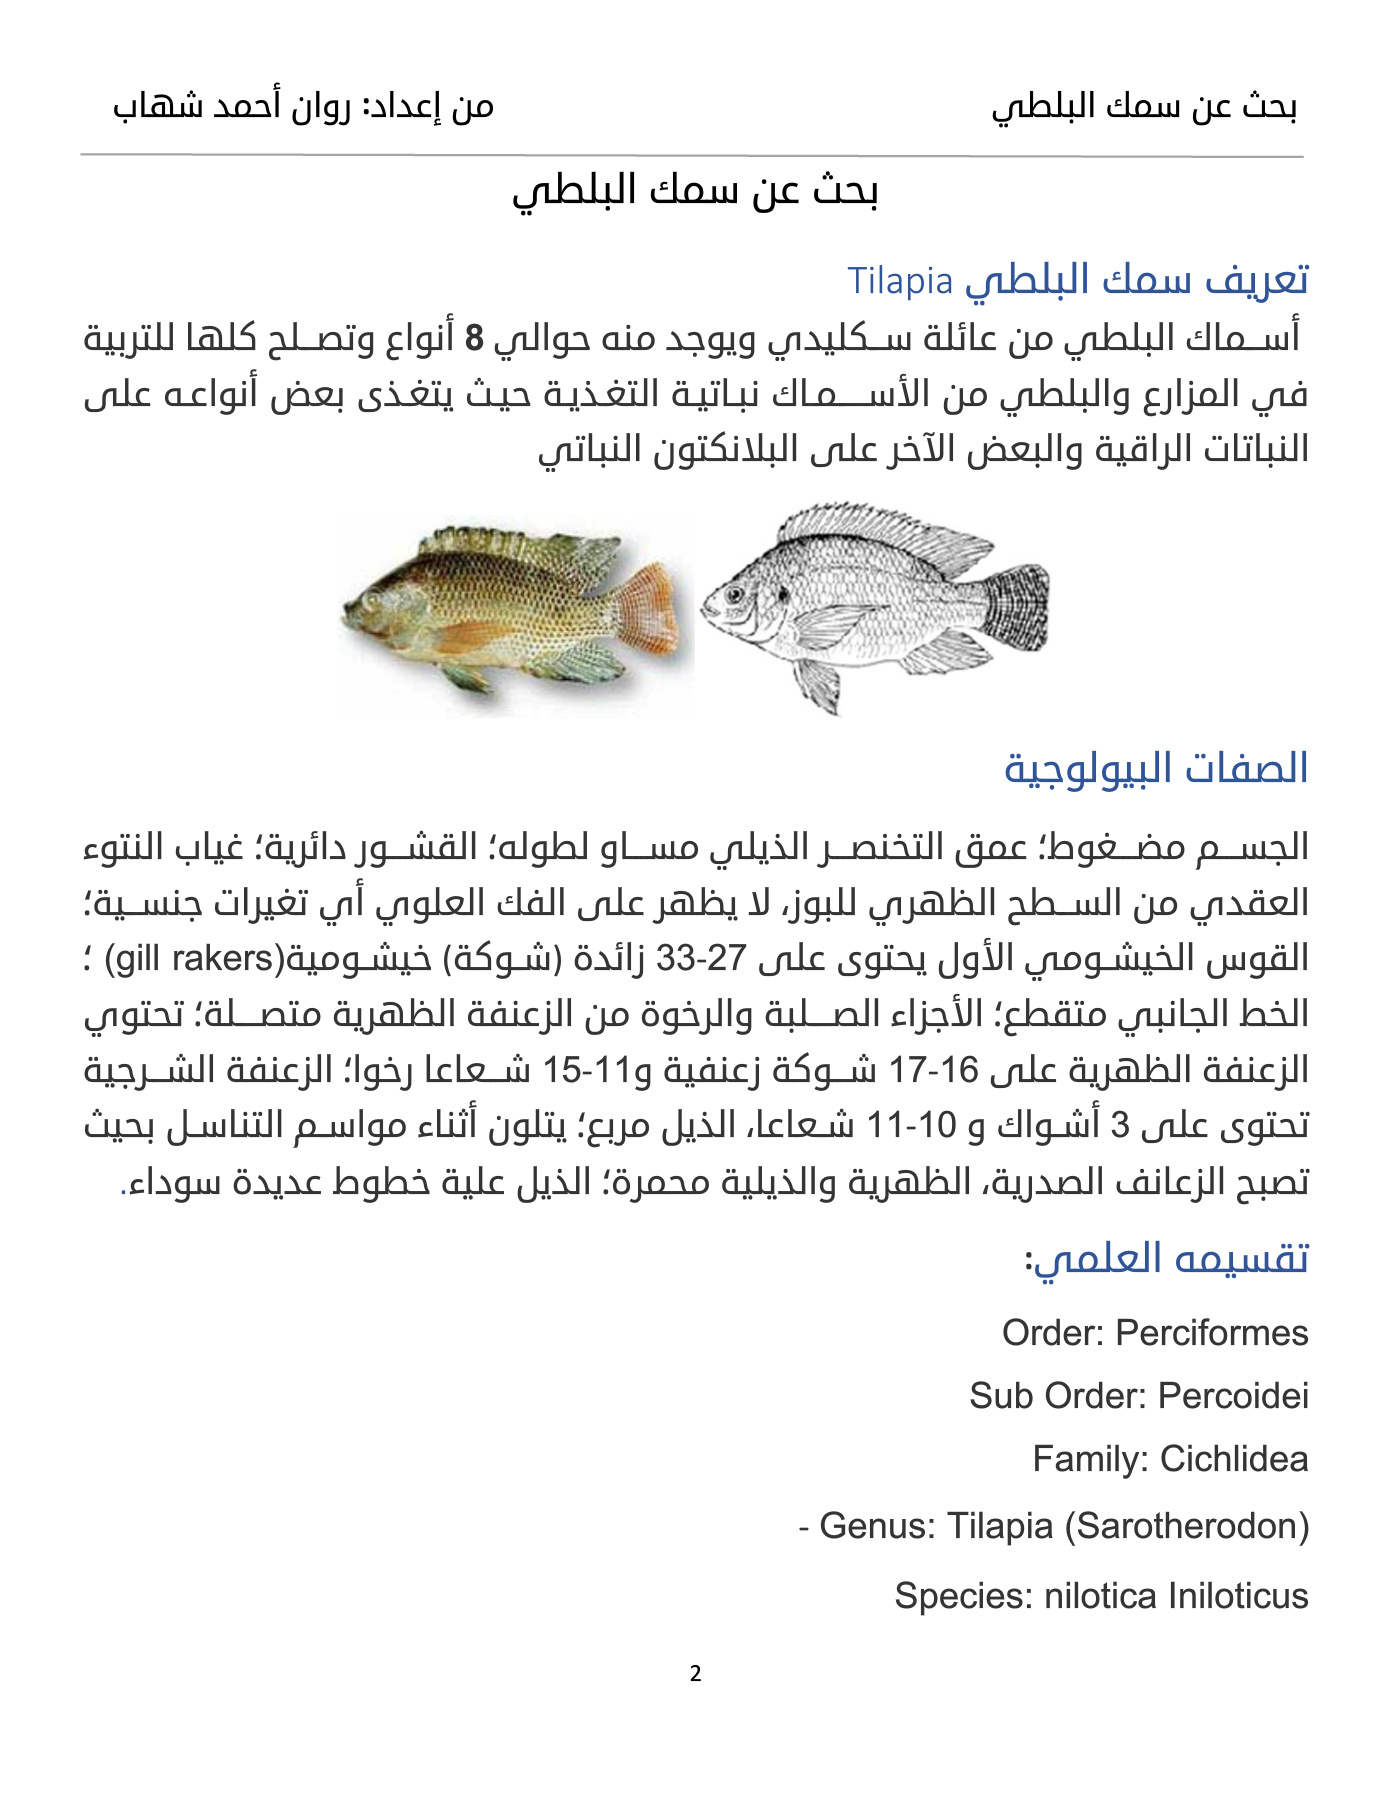 بحث عن سمك البلطي
من إعداد: روان أحمد شهاب
بحث عن سمك البلطي
تعريف سمك البلطي Tilapia
أسماك البلطي من عائلة سكليدي ويوجد منه حوالي 8 أنواع وتصلح كلها للتربية
في المزارع والبلطي من الأسماك نباتية التغذية حيث يتغذى بعض أنواعه على
النباتات الراقية والبعض الآخر على البلانكتون النباتي
الصفات البيولوجية
الجسم مضغوط؛ عمق التخنصر الذيلي مساو لطوله؛ القشور دائرية؛ غياب النتوء
العقدي من السطح الظهري للبوز، لا يظهر على الفك العلوي أي تغيرات جنسية؛
القوس الخيشومي الأول يحتوى على 27-33 زائدة (شوكة) خيشومية(gill rakers) ؛
الخط الجانبي متقطع؛ الأجزاء الصلبة والرخوة من الزعنفة الظهرية متصلة؛ تحتوي
الزعنفة الظهرية على 16-17 شوكة زعنفية و11-15 شعاعا رخوا؛ الزعنفة الشرجية
تحتوى على 3 أشواك و 10-11 شعاعا، الذيل مربع؛ يتلون أثناء مواسم التناسل بحيث
تصبح الزعانف الصدرية، الظهرية والذيلية محمرة؛ الذيل علية خطوط عديدة سوداء.
تقسيمه العلمي:
Order: Perciformes
Sub Order: Percoidei
Family: Cichlidea
- Genus: Tilapia (Sarotherodon)
Species: nilotica Iniloticus
2